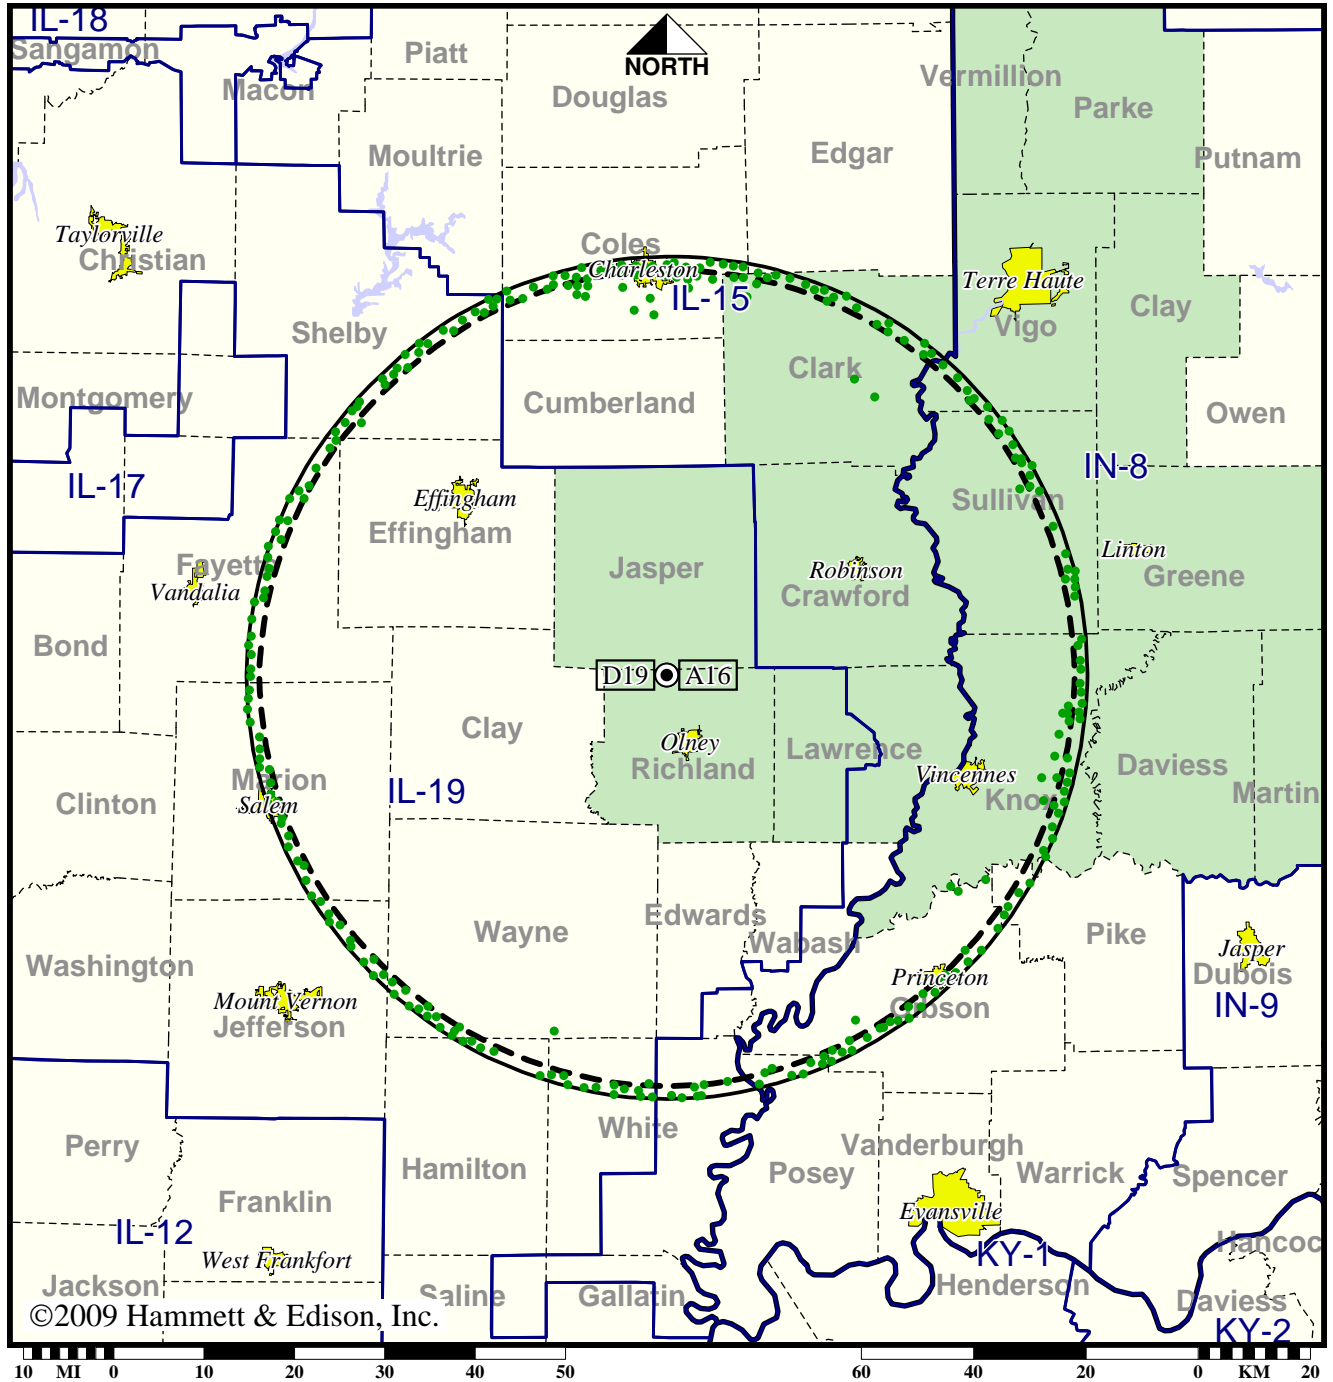 IL-18
Sangamon
Macon
Piatt
NORTH
Douglas
Vermillion
Parke
Moultrie
Edgar
Putnam
Taylorville
Christian
Coles
Charleston
IL-15
Terre Haute
Vigo
Clay
Shelby
Clark
Montgomery
Cumberland
Owen
IL-17
IN-8
Effingham
Effingham
Sullivan
Fayette
Vandalia
Jasper
Robinson
Crawford
Linton
Greene
Bond
D19
A16
Clay
Olney
Richland
Lawrence
Vincennes
Knox
Daviess
Martin
Marion
Salem
IL-19
Clinton
Wayne
Edwards
Wabash
Pike
Washington
Princeton
Gibson
Jasper
Dubois
IN-9
Mount Vernon
Jefferson
Perry
White
Hamilton
Vanderburgh
Posey
Warrick
Spencer
Franklin
IL-12
Evansville
West Frankfort
KY-1
Hancoc
Jackson
Saline
Gallatin
Henderson
Daviess
KY-2
©2009 Hammett & Edison, Inc.
10 MI 0 10 20 30 40 50 60 40 20 0 KM 20